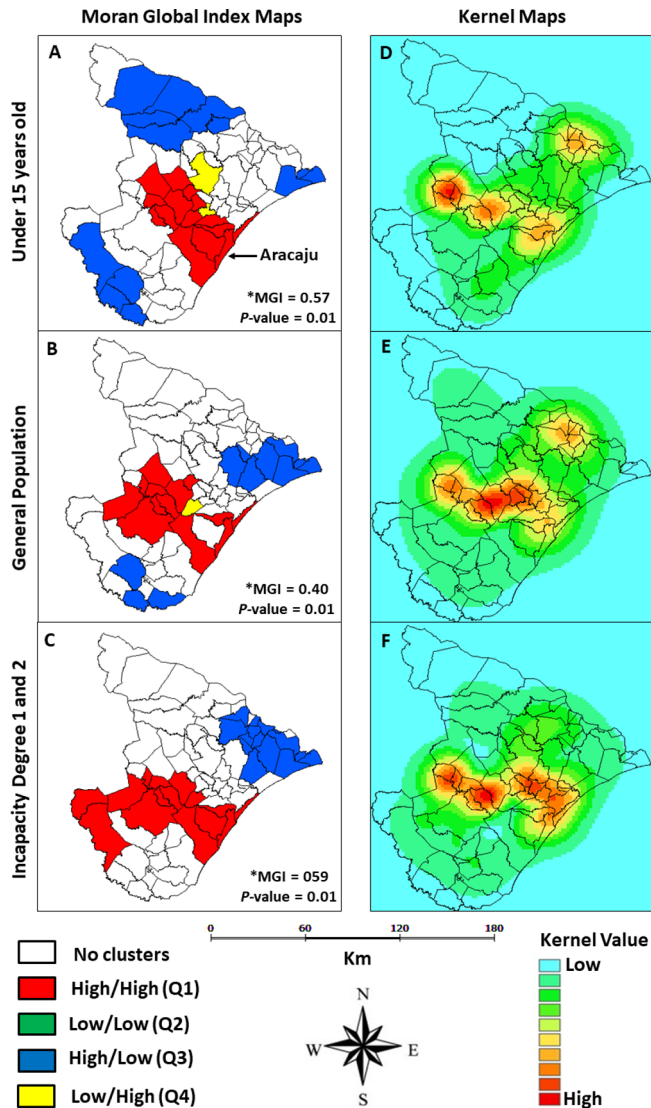 Moran Global Index Maps
Kernel Maps
Under 15 years old
A
Aracaju
*MGI = 0.57
P-value = 0.01
D
General Population
B
*MGI = 0.40
P-value = 0.01
E
Incapacity Degree 1 and 2
C
*MGI = 059
P-value = 0.01
F
No clusters
High/High (Q1)
Low/Low (Q2)
High/Low (Q3)
Low/High (Q4)
0 60 120 180
Km
N
W E
S
Kernel Value
Low
High